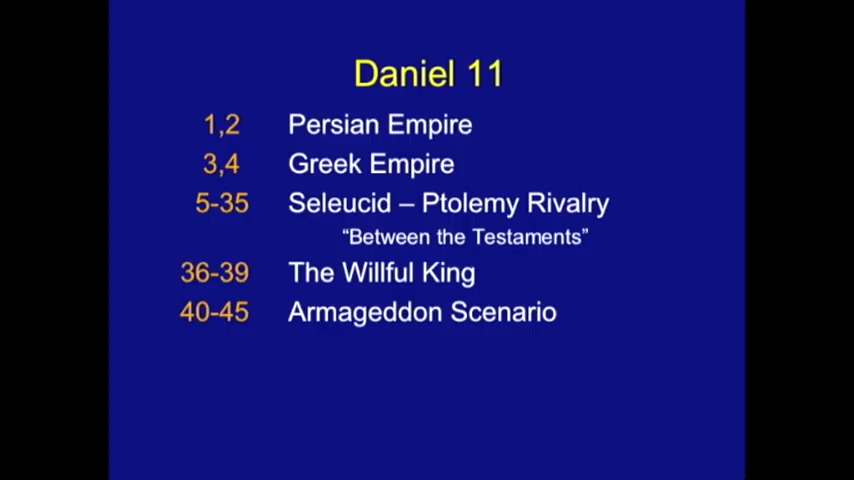 Daniel 11
1,2 Persian Empire
3,4 Greek Empire
5-35 Seleucid – Ptolemy Rivalry
“Between the Testaments”
36-39 The Willful King
40-45 Armageddon Scenario